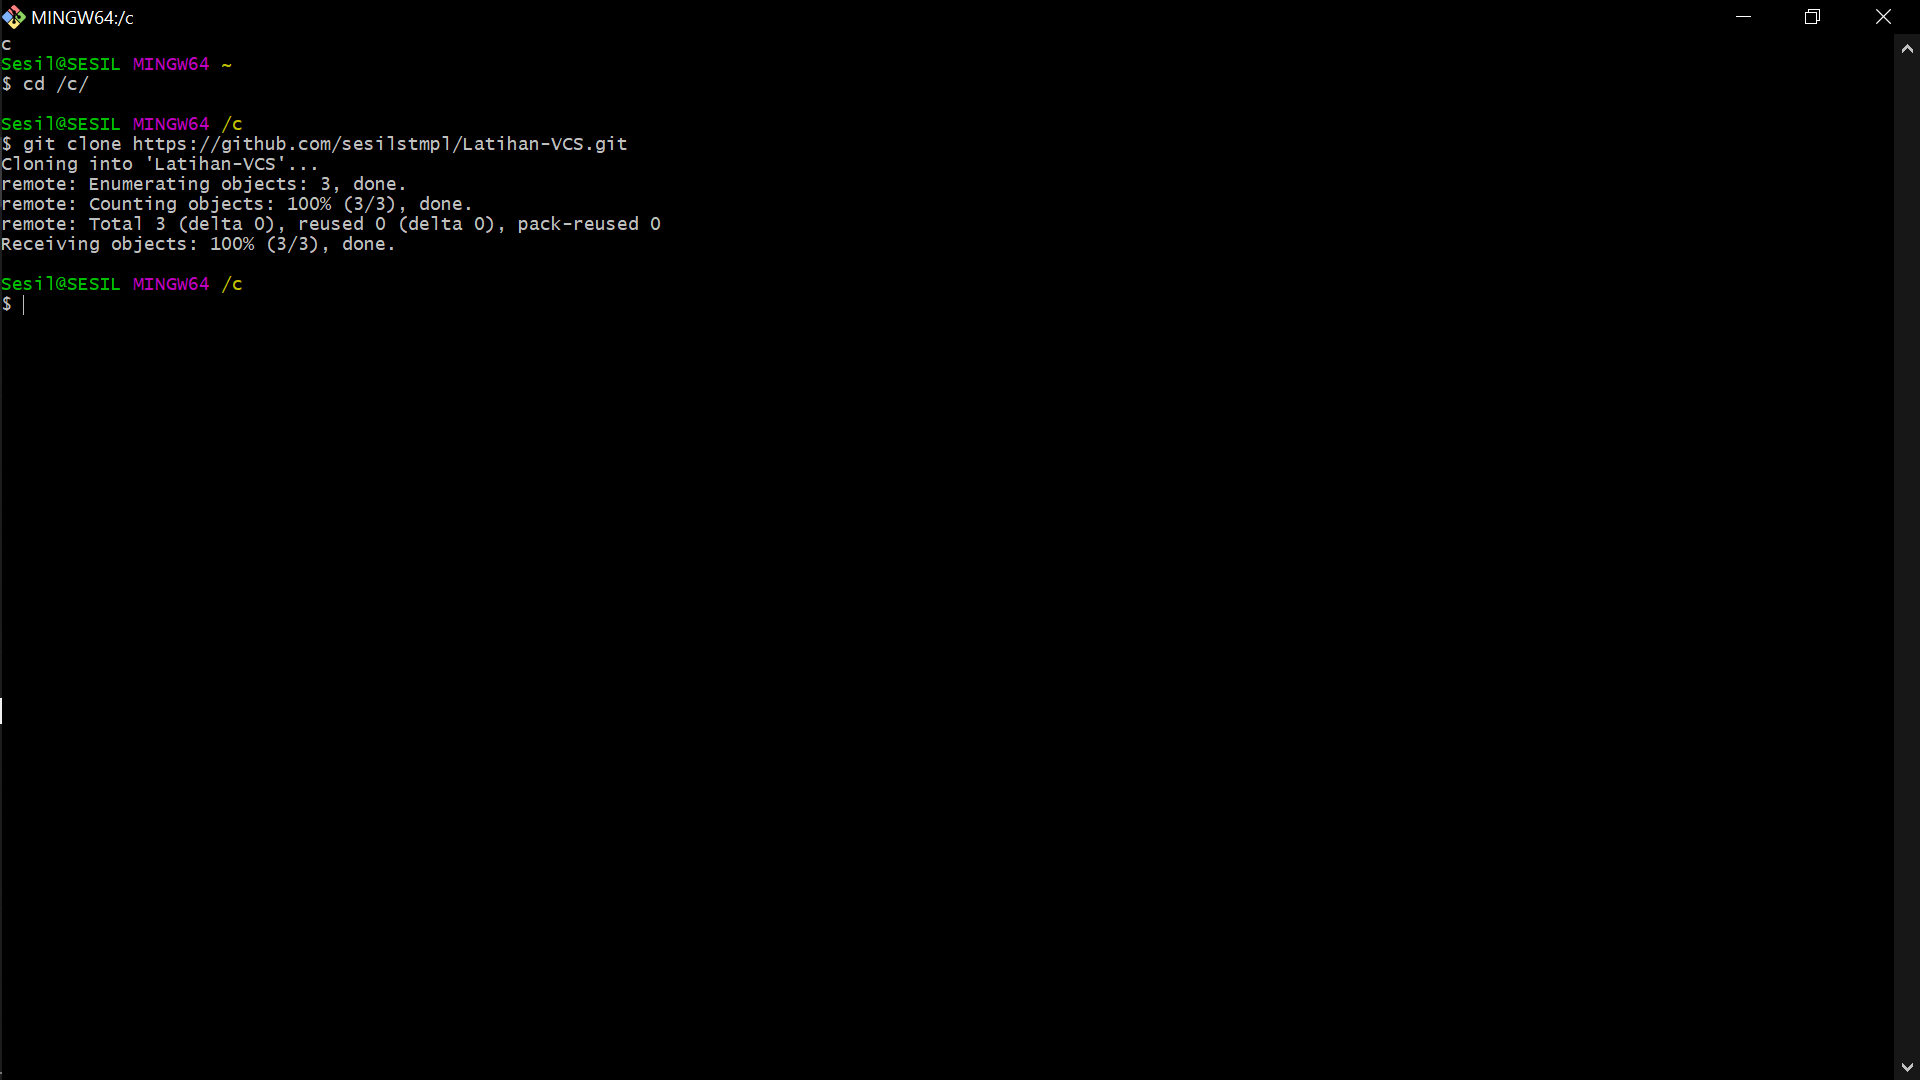 MINGW64:/c
c
Sesil@SESIL MINGW64 ~
$ cd /c/
Sesil@SESIL MINGW64 /c
$ git clone https://github.com/sesilstmpl/Latihan-VCS.git
Cloning into 'Latihan-VCS'...
remote: Enumerating objects: 3, done.
remote: Counting objects: 100% (3/3), done.
remote: Total 3 (delta 0), reused 0 (delta 0), pack-reused 0
Receiving objects: 100% (3/3), done.
Sesil@SESIL MINGW64 /c
$